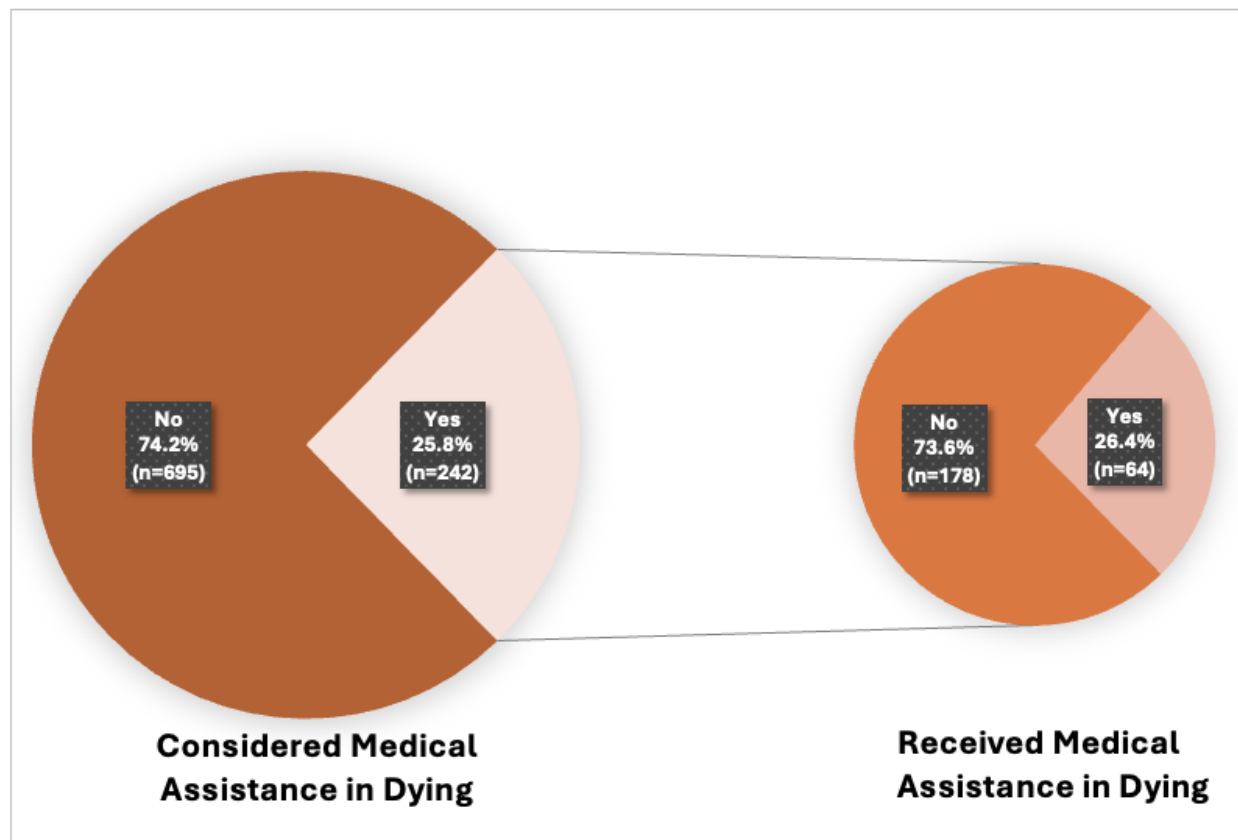 No
74.2%
(n=695)
Yes
25.8%
(n=242)
No
73.6%
(n=178)
Yes
26.4%
(n=64)
Considered Medical
Assistance in Dying
Received Medical
Assistance in Dying